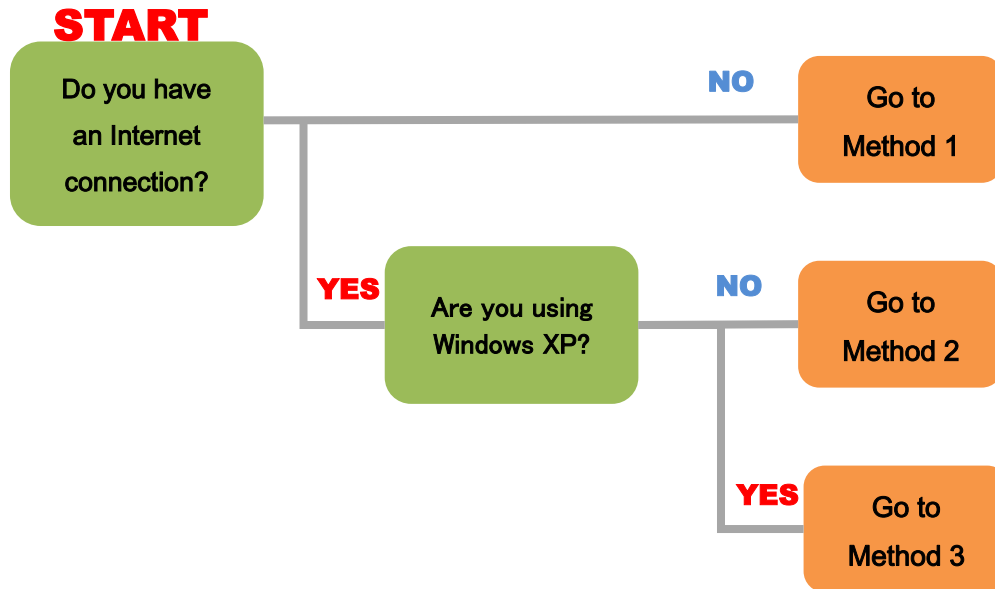 START
Do you have
an Internet
connection?
NO
Go to
Method 1
YES
Are you using
Windows XP?
NO
Go to
Method 2
YES
Go to
Method 3